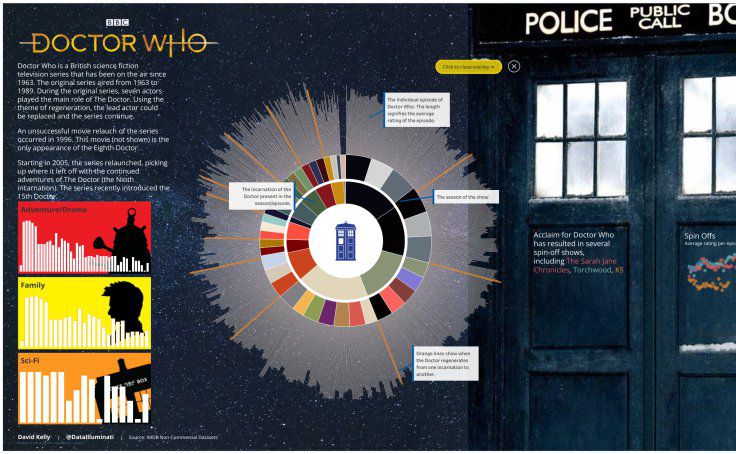 BBC
DOCTOR WHO
Doctor Who is a British science fiction
television series that has been on the air since
1963. The original series aired from 1963 to
1989. During the original series, seven actors
played the main role of The Doctor. Using the
theme of regeneration, the lead actor could
be replaced and the series continue.
An unsuccessful movie relauch of the series
occurred in 1996. This movie (not shown) is the
only appearance of the Eighth Doctor.
Starting in 2005, the series relaunched, picking
up where it left off with the continued
adventures of The Doctor (the Ninth
intarnation). The series recently introduced the
15th Doctor
Adventure/Drama
Family
Sci-Fi
BOX
David Kelly | @DataIlluminati | Source: IMDB Non-Commercial Datasets
Click to close overlay
The individual episode of
Doctor Who. The length
signifies the average
rating of the episode.
The incarnation of the
Doctor present in the
season/episode.
The season of the show.
Orange lines show when
the Doctor regenerates
from one incarnation to
another.
POLICE PUBLIC CALL BO
Acclaim for Doctor Who
has resulted in several
spin-off shows,
including The Sarah Jane
Chronicles, Torchwood, K9
Spin Offs
Average rating per epis